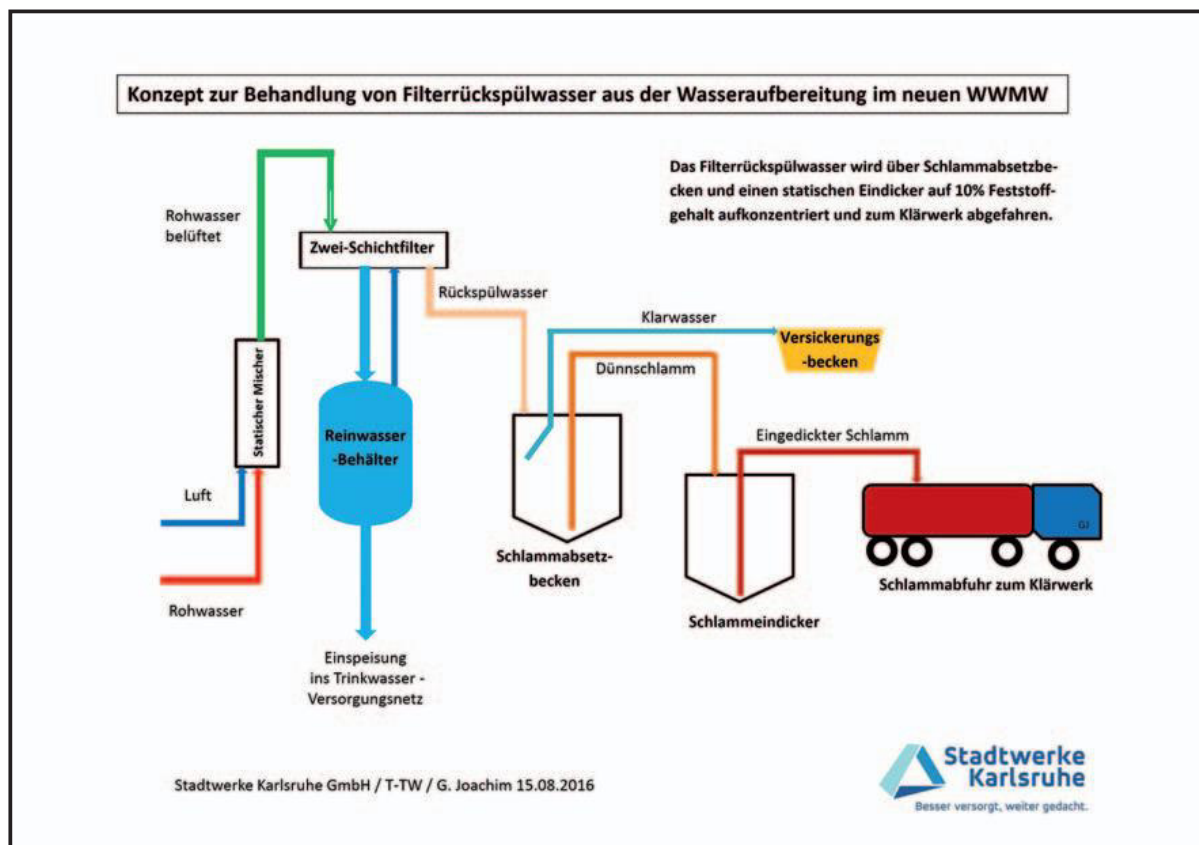 Konzept zur Behandlung von Filterrückspülwasser aus der Wasseraufbereitung im neuen WWMW
Das Filterrückspülwasser wird über Schlammabsetzbe-
cken und einen statischen Eindicker auf 10% Feststoff-
gehalt aufkonzentriert und zum Klärwerk abgefahren.
Rohwasser
belüftet
Zwei-Schichtfilter
Rückspülwasser
Klarwasser
Versickerungs
-becken
Dünnschlamm
Statischer Mischer
Reinwasser
-Behälter
Eingedickter Schlamm
Luft
GJ
Schlammabsetz-
becken
Schlammabfuhr zum Klärwerk
Rohwasser
Schlammeindicker
Einspeisung
ins Trinkwasser -
Versorgungsnetz
Stadtwerke Karlsruhe GmbH / T-TW / G. Joachim 15.08.2016
Stadtwerke
Karlsruhe
Besser versorgt, weiter gedacht.